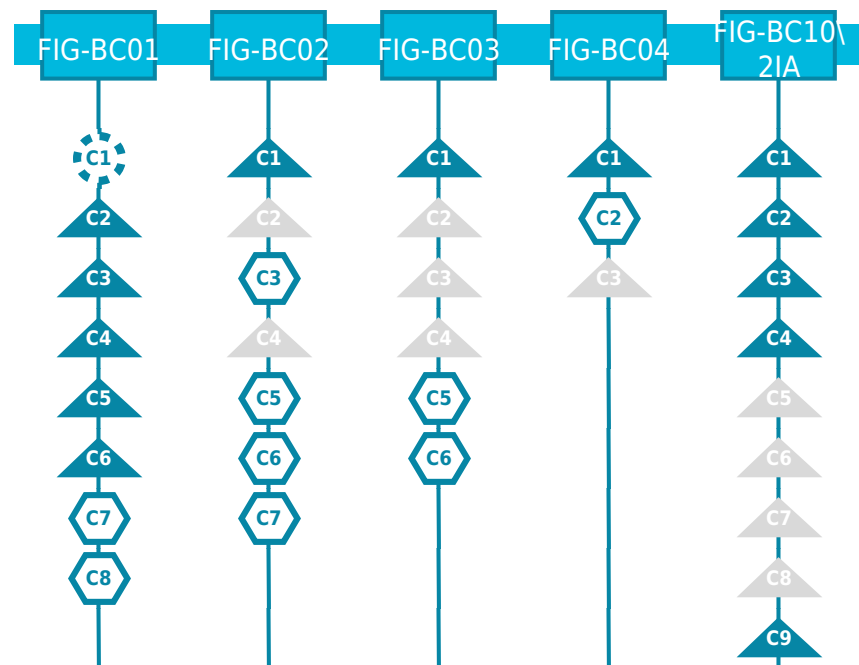 FIG-BC01 FIG-BC02 FIG-BC03 FIG-BC04 FIG-BC10\
2IA
C1 C1 C1 C1 C1
C2 C2 C2 C2 C2
C3 C3 C3 C3 C3
C4 C4 C4 C4
C5 C5 C5 C5
C6 C6 C6 C6
C7 C7 C7
C8 C8
C9